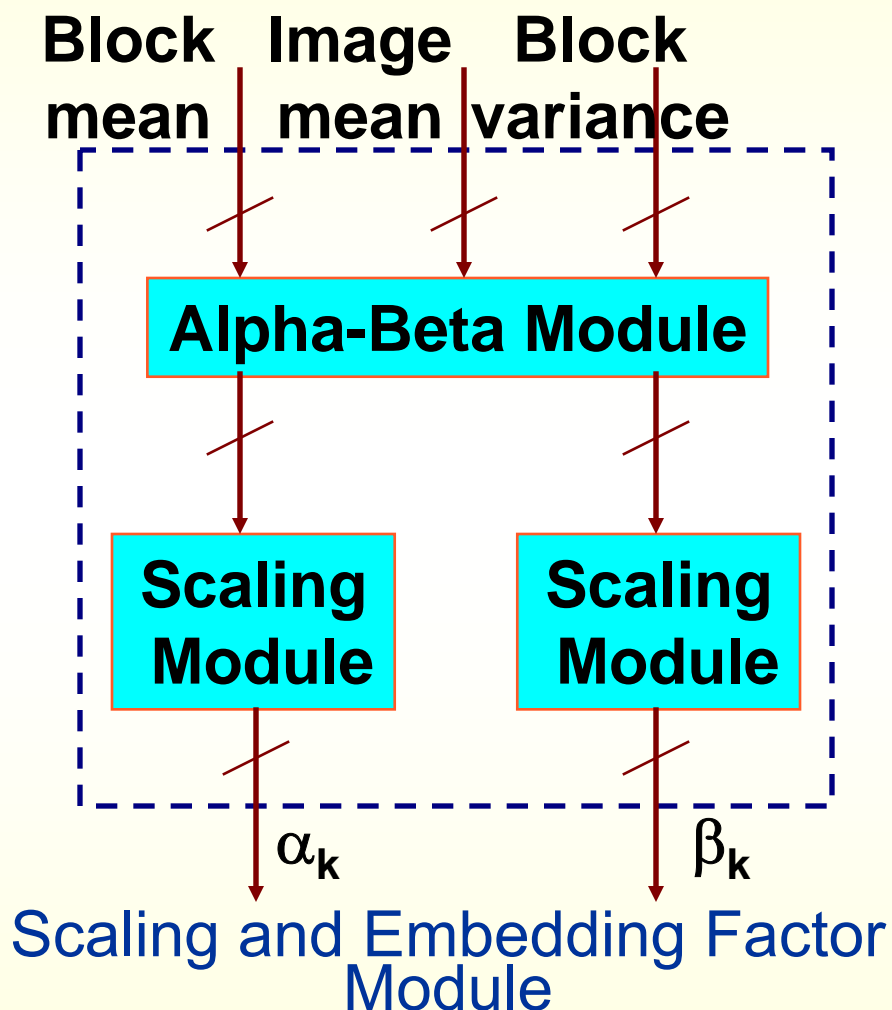 Block mean
Image mean
Block variance
Alpha-Beta Module
Scaling
Module
Scaling
Module
αk
βk
Scaling and Embedding Factor
Module